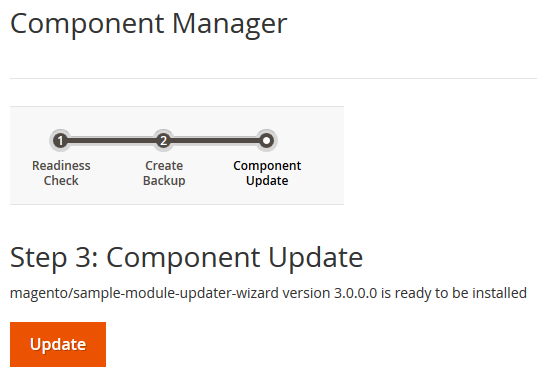 Component Manager
1 2
Readiness Check
Create Backup
Component Update
Step 3: Component Update
magento/sample-module-updater-wizard version 3.0.0.0 is ready to be installed
Update